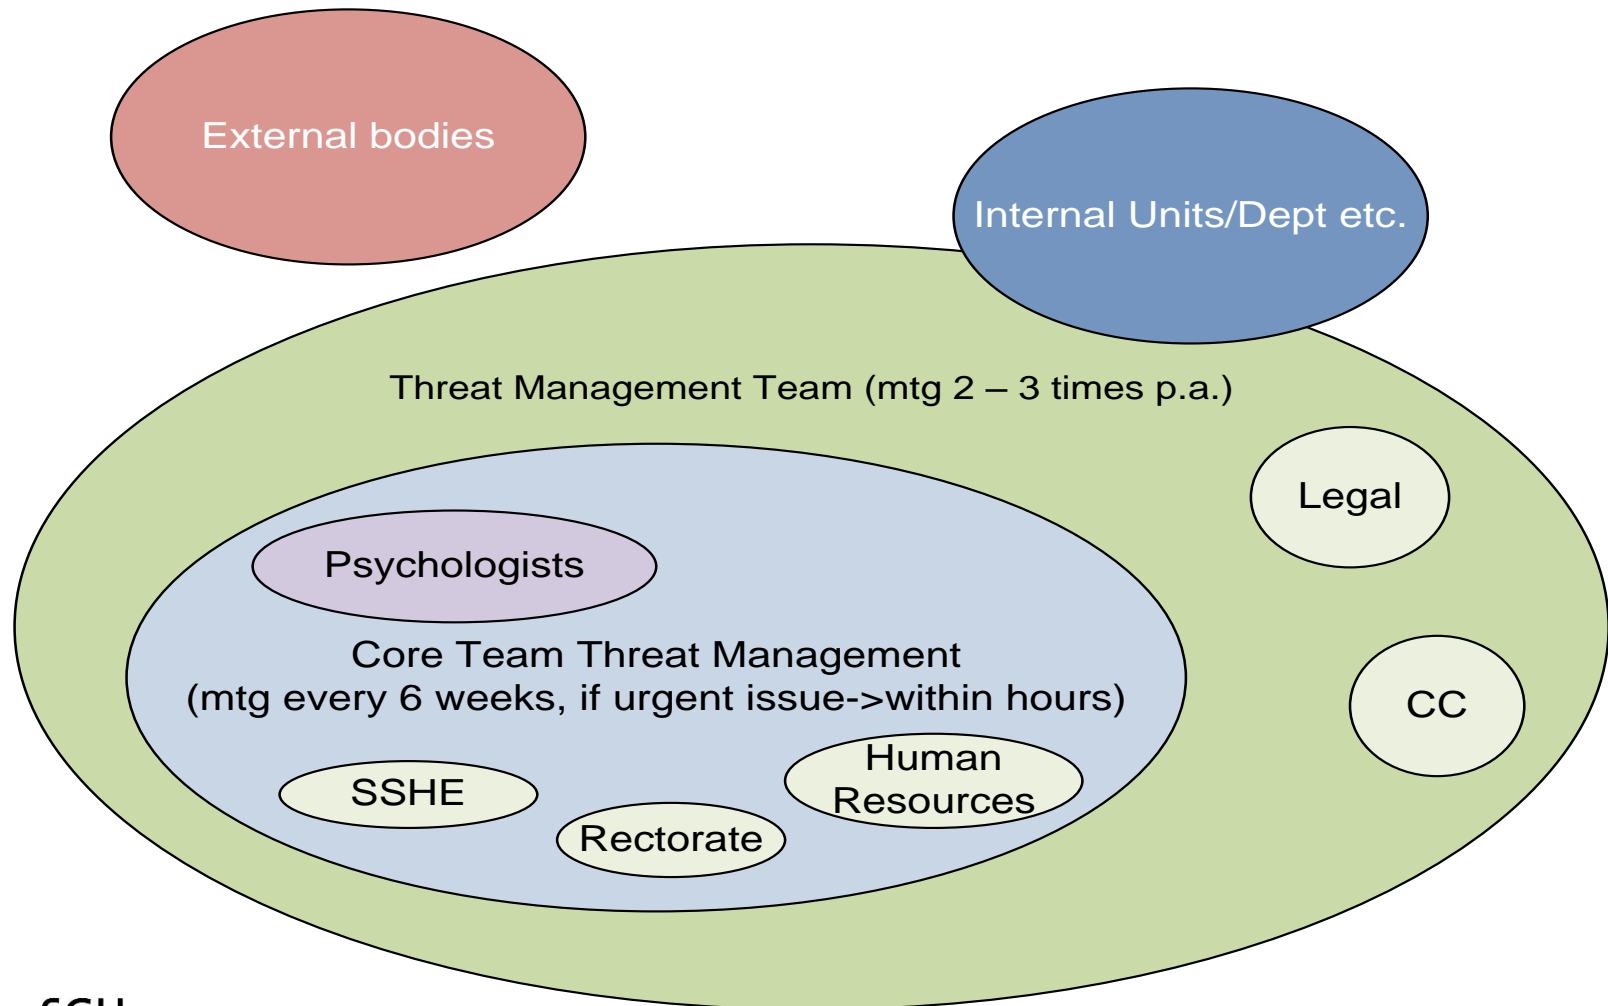 External bodies
Internal Units/Dept etc.
Threat Management Team (mtg 2 – 3 times p.a.)
Legal
Psychologists
Core Team Threat Management
(mtg every 6 weeks, if urgent issue->within hours)
CC
Human
Resources
SSHE
Rectorate